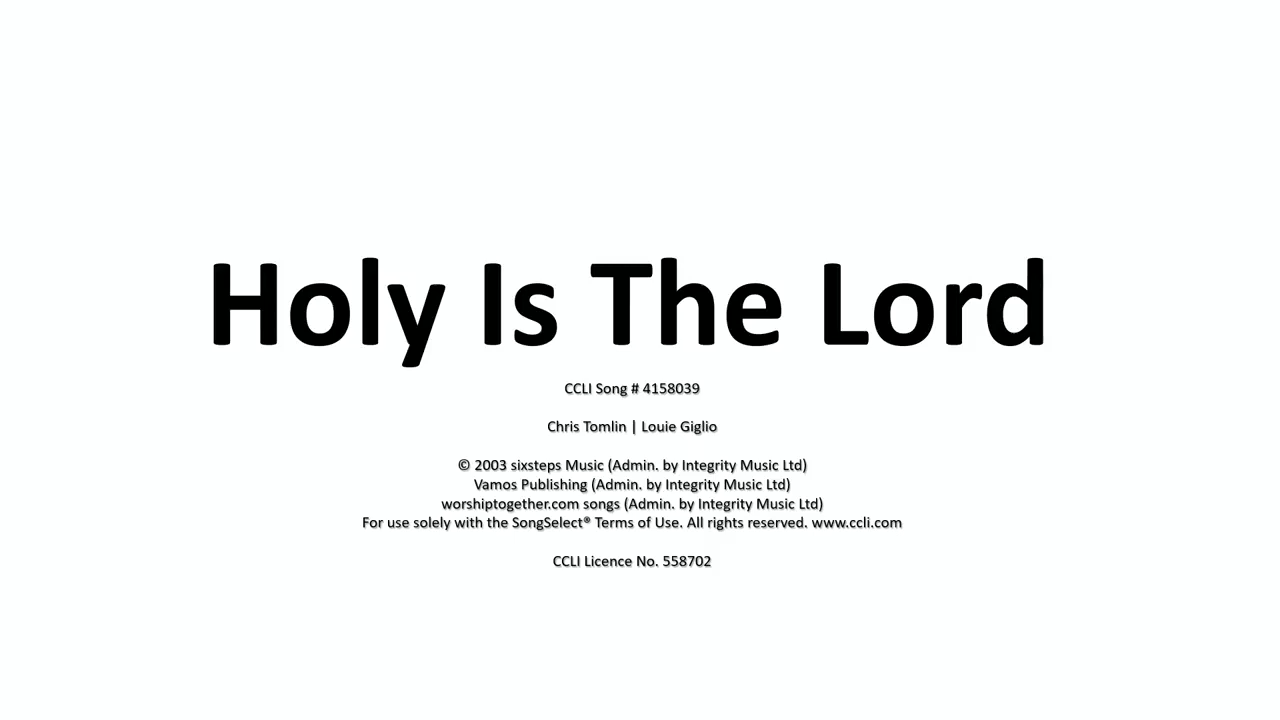 Holy Is The Lord
CCLI Song # 4158039
Chris Tomlin | Louie Giglio
© 2003 sixsteps Music (Admin. by Integrity Music Ltd)
Vamos Publishing (Admin. by Integrity Music Ltd)
worshiptogether.com songs (Admin. by Integrity Music Ltd)
For use solely with the SongSelect® Terms of Use. All rights reserved. www.ccli.com
CCLI Licence No. 558702